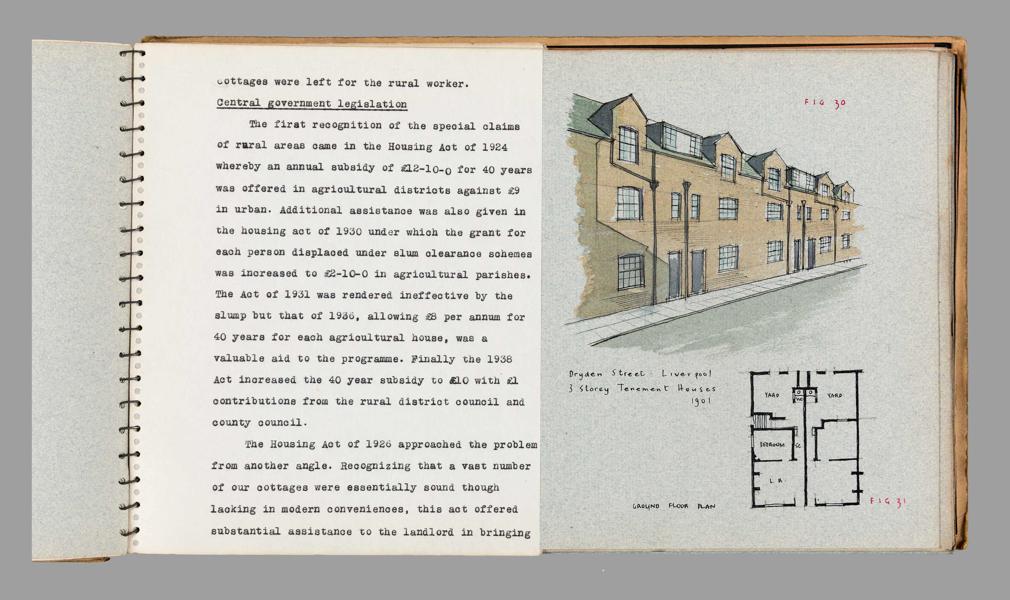 cottages were left for the rural worker.
Central government legislation
The first recognition of the special claims
of rural areas came in the Housing Act of 1924
whereby an annual subsidy of £12-10-0 for 40 years
was offered in agricultural districts against £9
in urban. Additional assistance was also given in
the housing act of 1930 under which the grant for
each person displaced under slum clearance schemes
was increased to £2-10-0 in agricultural parishes.
The Act of 1931 was rendered ineffective by the
slump but that of 1936, allowing £8 per annum for
40 years for each agricultural house, was a
valuable aid to the programme. Finally the 1938
Act increased the 40 year subsidy to £10 with £1
contributions from the rural district council and
county council.
The Housing Act of 1926 approached the problem
from another angle. Recognizing that a vast number
of our cottages were essentially sound though
lacking in modern conveniences, this act offered
substantial assistance to the landlord in bringing
FIG 30
Dryden Street Liverpool
3 Storey Tenement Houses
1901
YARD
YARD
BEDROOM
L R
GROUND FLOOR PLAN
FIG 31